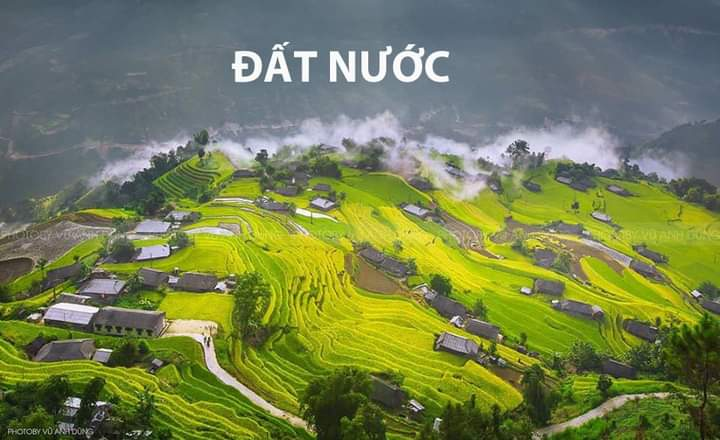 ĐẤT NƯỚC
PHOTOBY VŨ ANH DŨNG